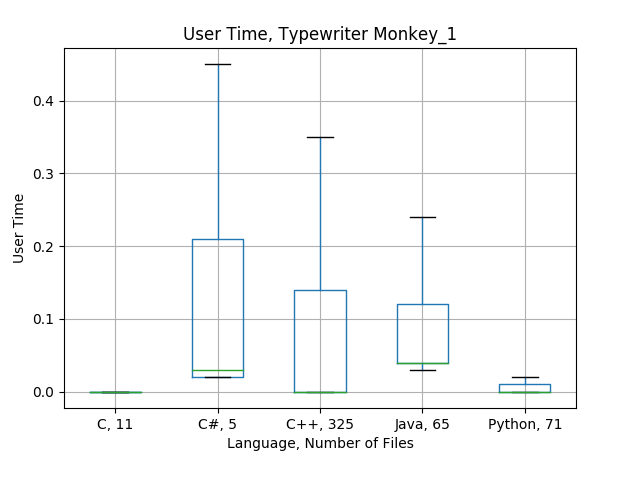 User Time, Typewriter Monkey_1
User Time
0.4
0.3
0.2
0.1
0.0
C, 11 C#, 5 C++, 325 Java, 65 Python, 71
Language, Number of Files